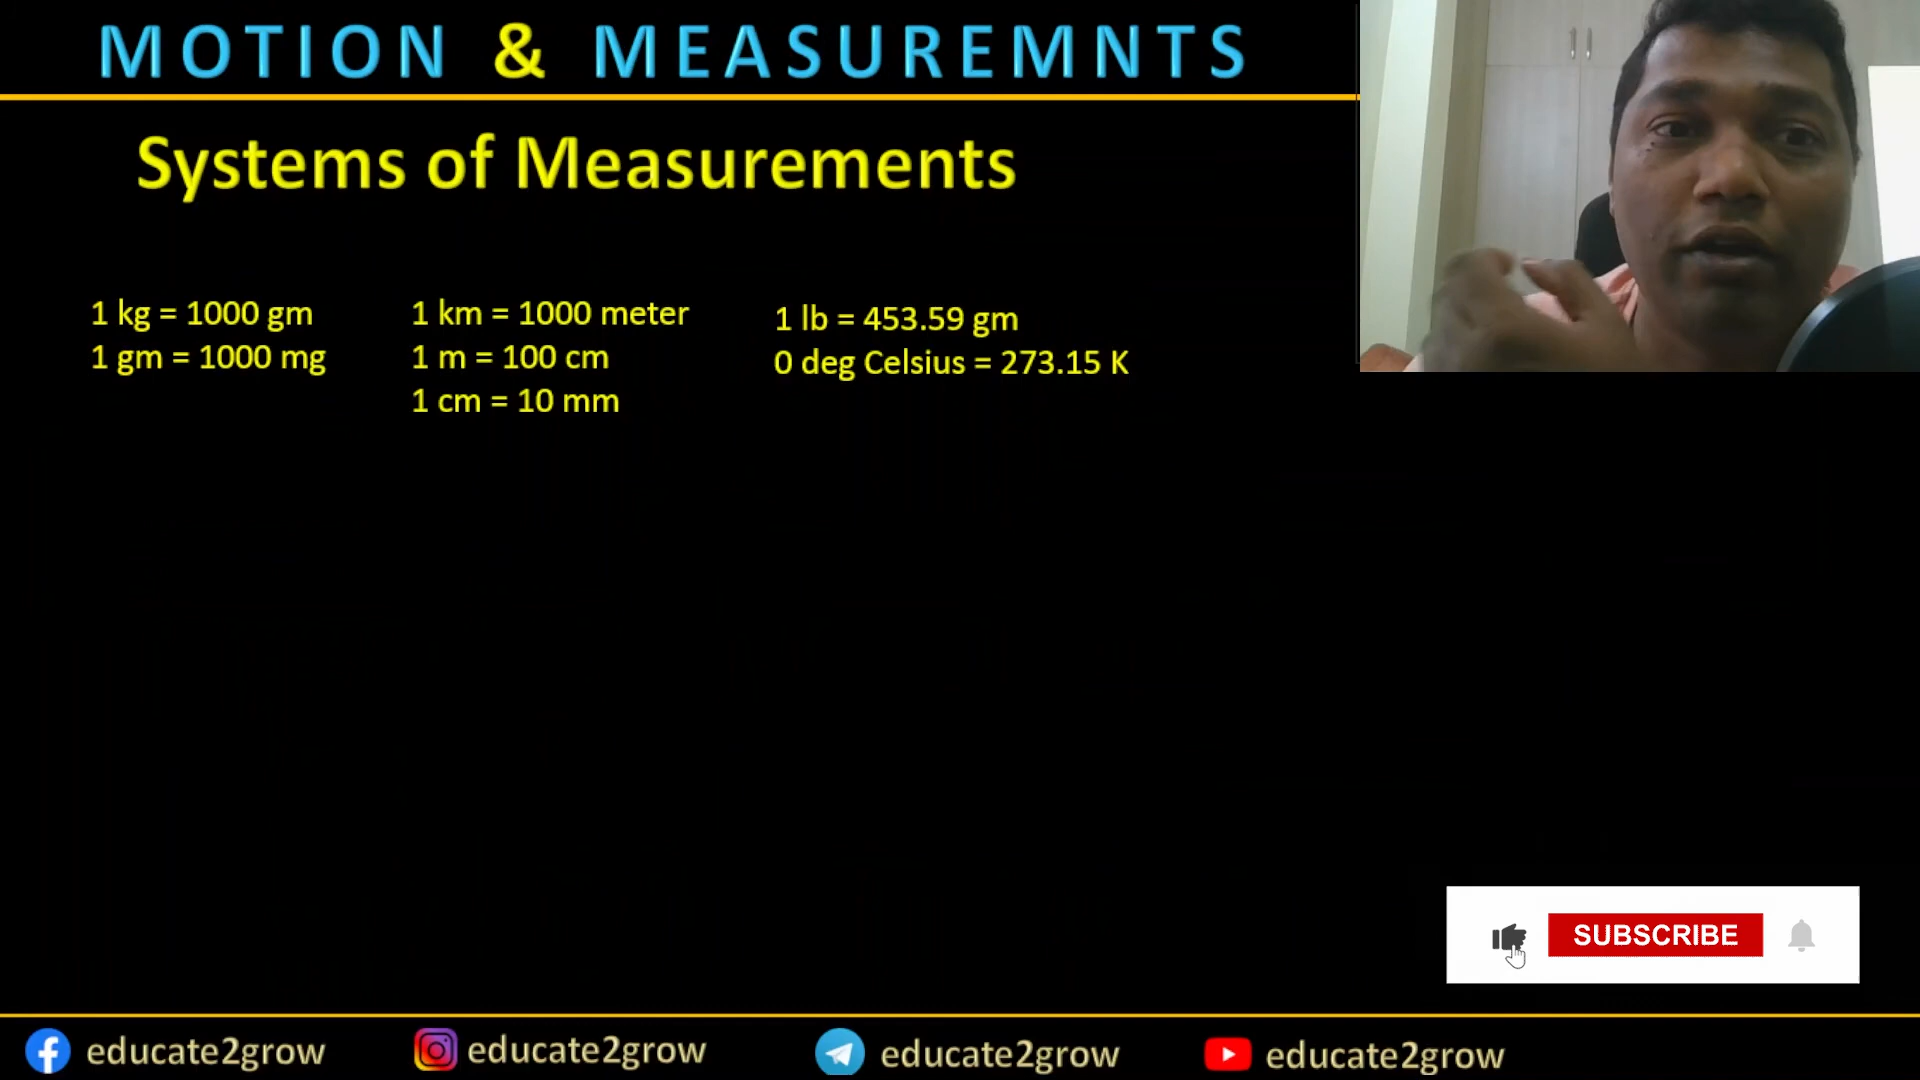 MOTION & MEASUREMNTS
Systems of Measurements
1 kg = 1000 gm
1 gm = 1000 mg
1 km = 1000 meter
1 m = 100 cm
1 cm = 10 mm
1 lb = 453.59 gm
0 deg Celsius = 273.15 K
SUBSCRIBE
educate2grow
educate2grow
educate2grow
educate2grow